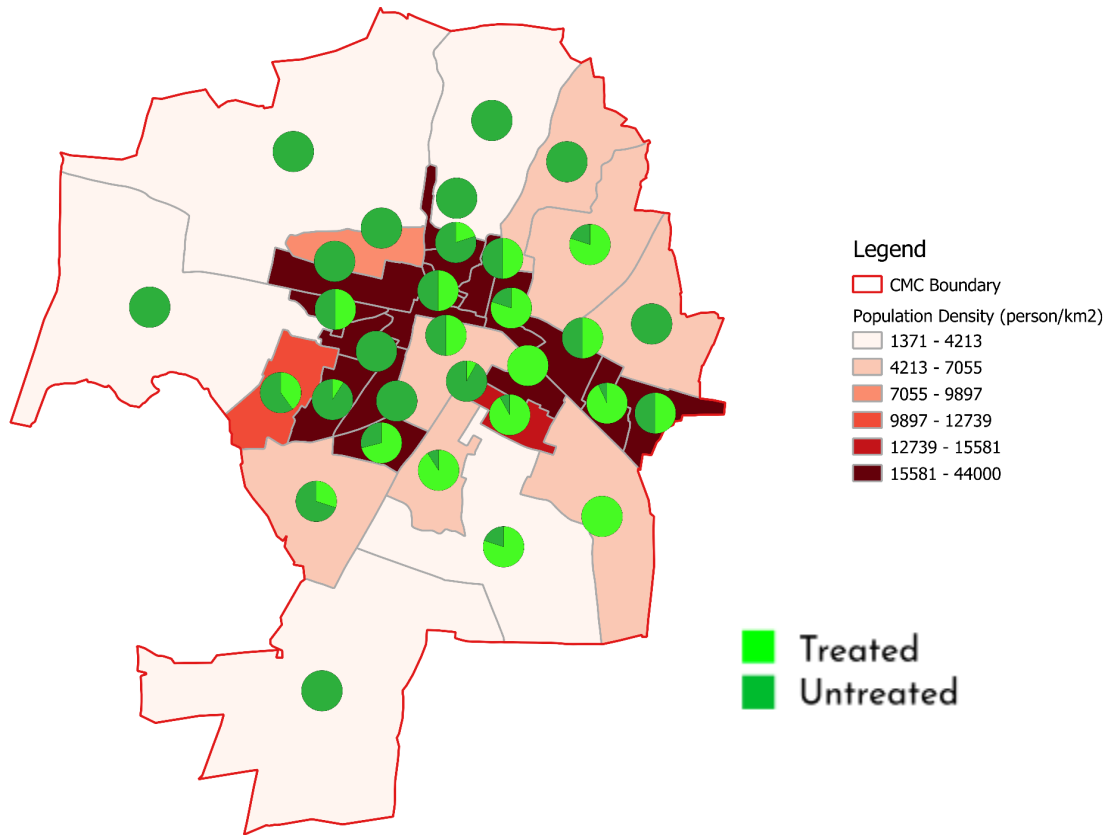 Legend
CMC Boundary
Population Density (person/km2)
1371 - 4213
4213 - 7055
7055 - 9897
9897 - 12739
12739 - 15581
15581 - 44000
Treated
Untreated